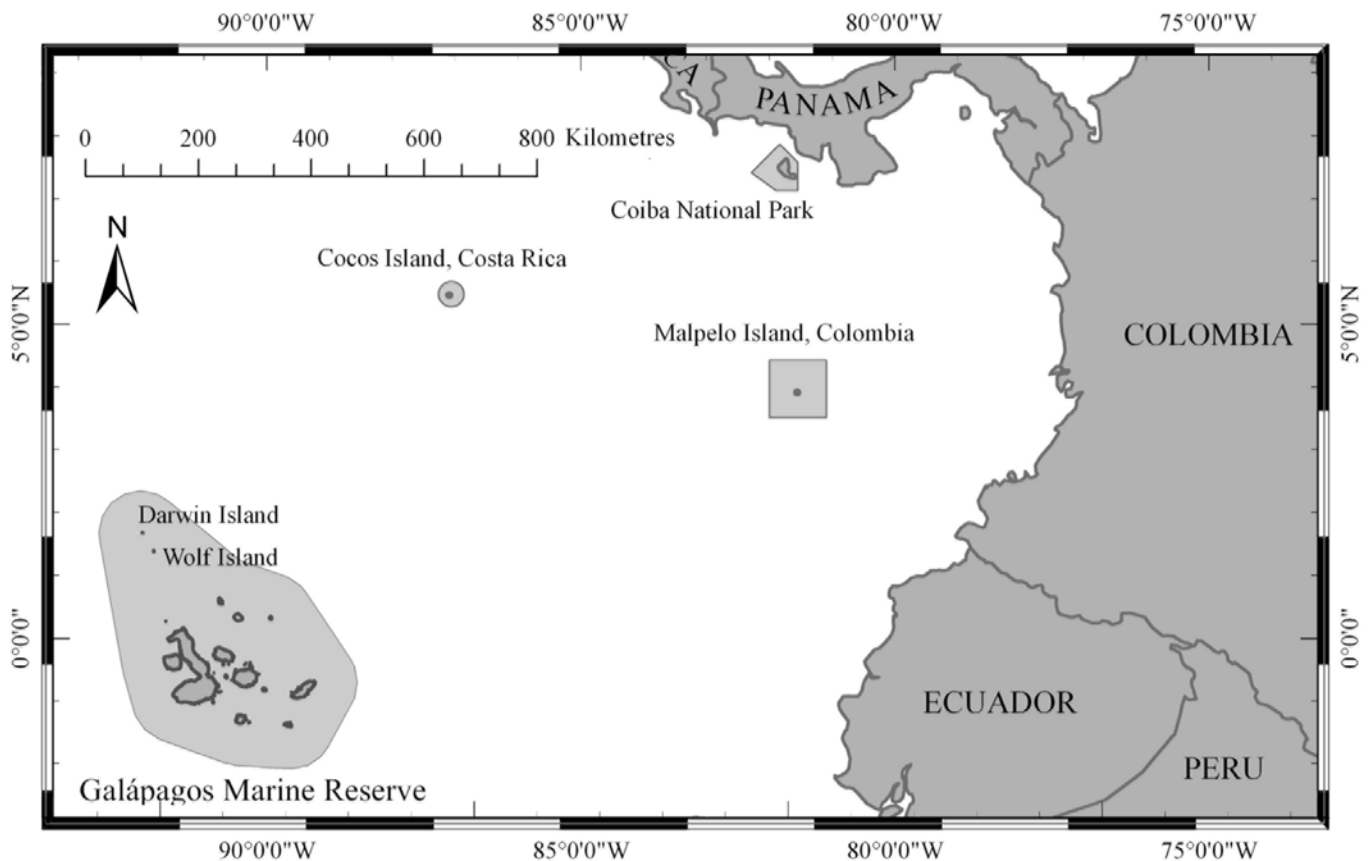 90°0'0"W 85°0'0"W 80°0'0"W 75°0'0"W
CA
PANAMA
0 200 400 600 800 Kilometres
Coiba National Park
N
Cocos Island, Costa Rica
5°0'0"N
5°0'0"N
Malpelo Island, Colombia
COLOMBIA
Darwin Island
Wolf Island
0°0'0"
0°0'0"
ECUADOR
PERU
Galápagos Marine Reserve
90°0'0"W 85°0'0"W 80°0'0"W 75°0'0"W